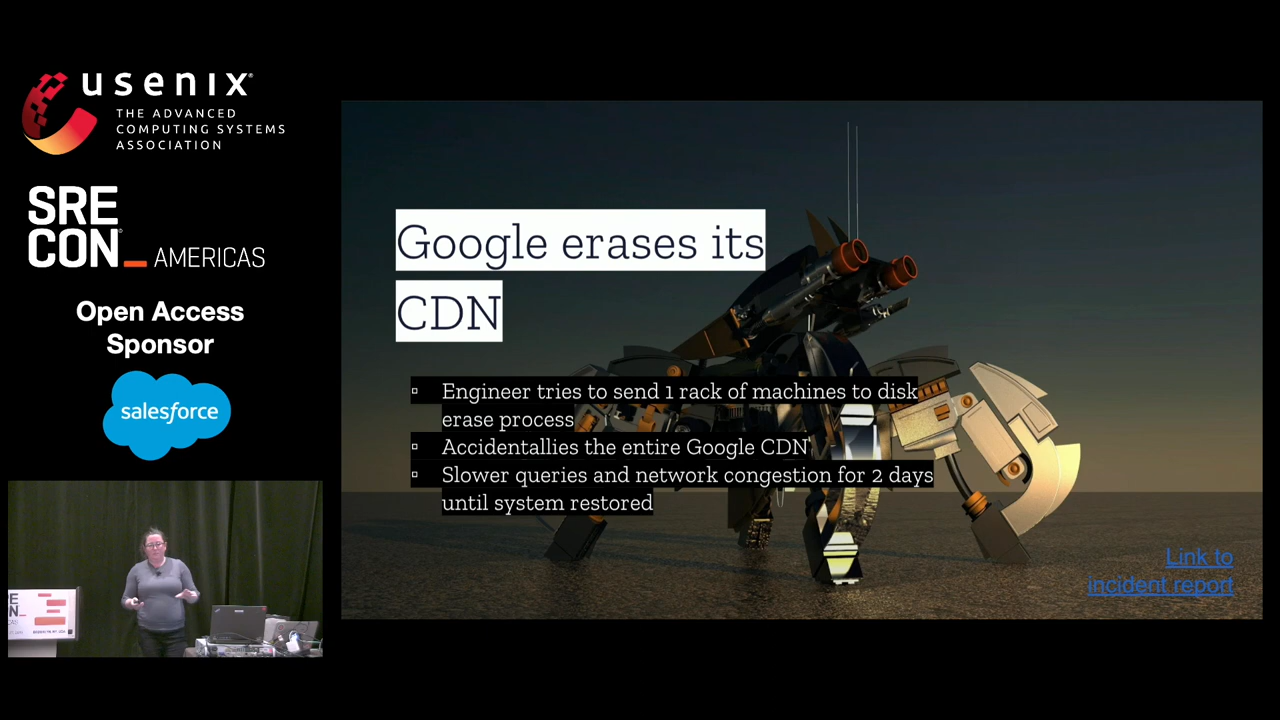 usenix
THE ADVANCED
COMPUTING SYSTEMS
ASSOCIATION
SRE
CON_ AMERICAS
Open Access
Sponsor
salesforce
Google erases its
CDN
▫ Engineer tries to send 1 rack of machines to disk
erase process
▫ Accidentallies the entire Google CDN
▫ Slower queries and network congestion for 2 days
until system restored
Link to
incident report